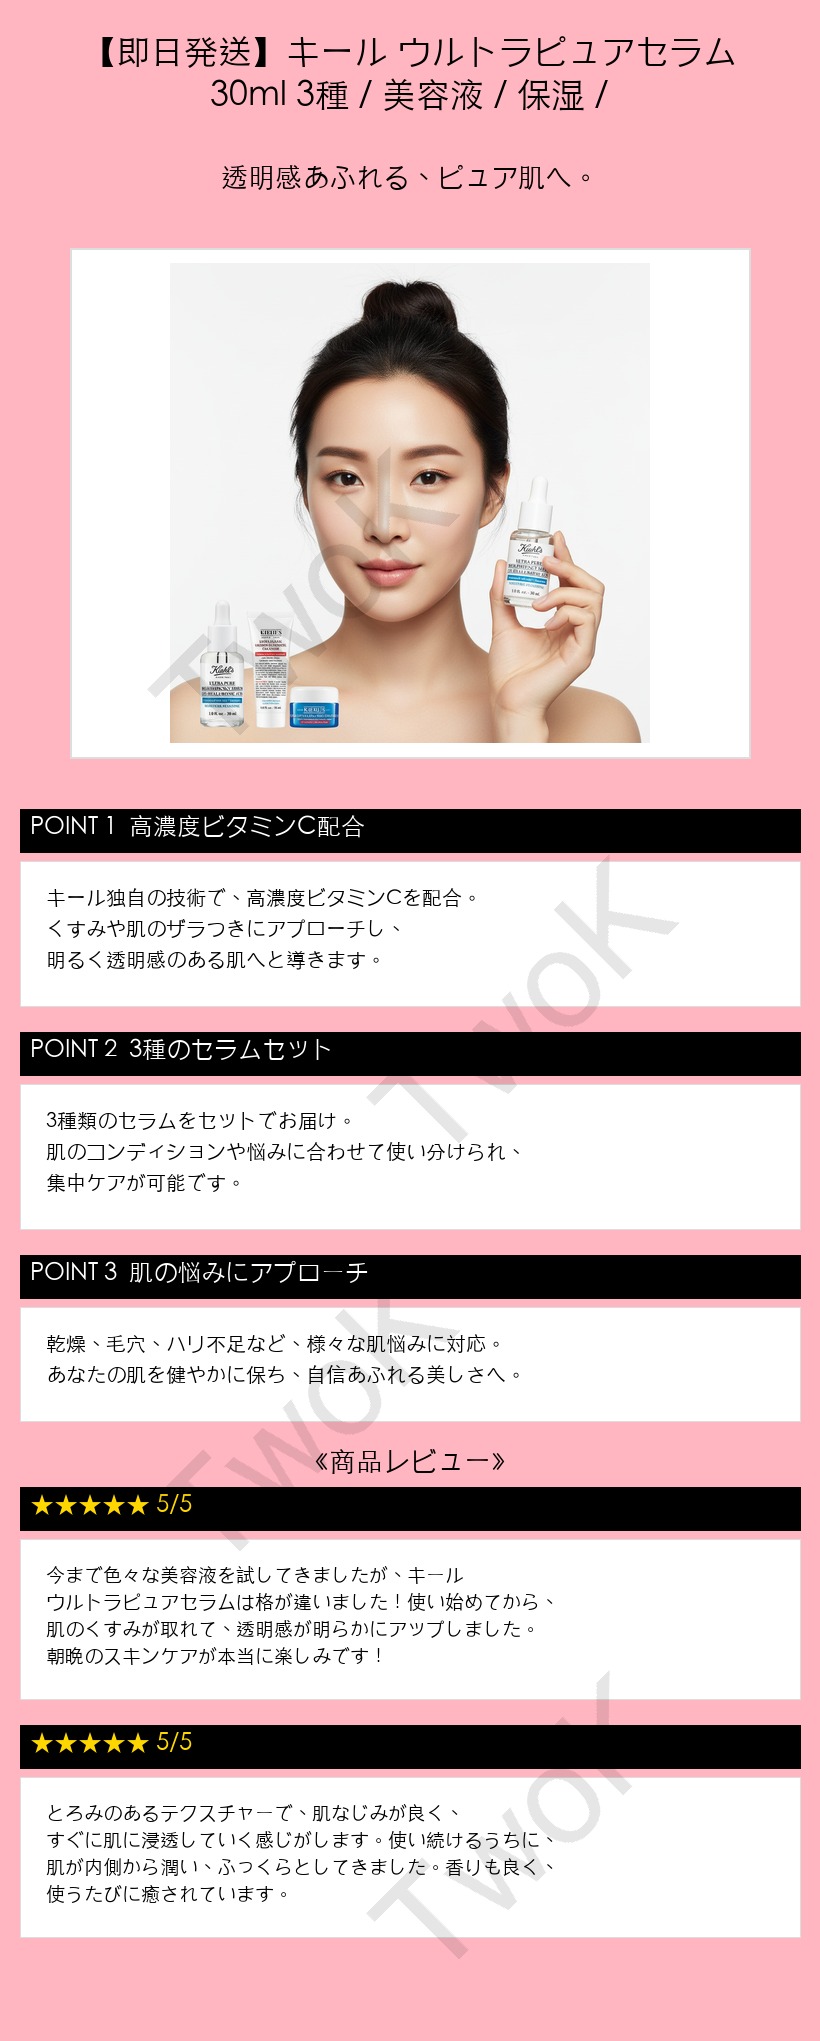 【即日発送】キール ウルトラピュアセラム
30ml 3種 / 美容液 / 保湿 /
透明感あふれる、ピュア肌へ。
Kiehl's
ULTRA PURE
1.0 fl. oz. - 30 ml
Kiehl's
ULTRA PURE
1.0 fl. oz. - 30 ml
KIEHL'S
KIEHL'S
TwoK
POINT 1 高濃度ビタミンC配合
キール独自の技術で、高濃度ビタミンCを配合。
くすみや肌のザラつきにアプローチし、
明るく透明感のある肌へと導きます。
TwoK
POINT 2 3種のセラムセット
3種類のセラムをセットでお届け。
肌のコンディションや悩みに合わせて使い分けられ、
集中ケアが可能です。
POINT 3 肌の悩みにアプローチ
乾燥、毛穴、ハリ不足など、様々な肌悩みに対応。
あなたの肌を健やかに保ち、自信あふれる美しさへ。
TwoK
《商品レビュー》
★★★★★ 5/5
今まで色々な美容液を試してきましたが、キール
ウルトラピュアセラムは格が違いました！使い始めてから、
肌のくすみが取れて、透明感が明らかにアップしました。
朝晩のスキンケアが本当に楽しみです！
★★★★★ 5/5
とろみのあるテクスチャーで、肌なじみが良く、
すぐに肌に浸透していく感じがします。使い続けるうちに、
肌が内側から潤い、ふっくらとしてきました。香りも良く、
使うたびに癒されています。
TwoK